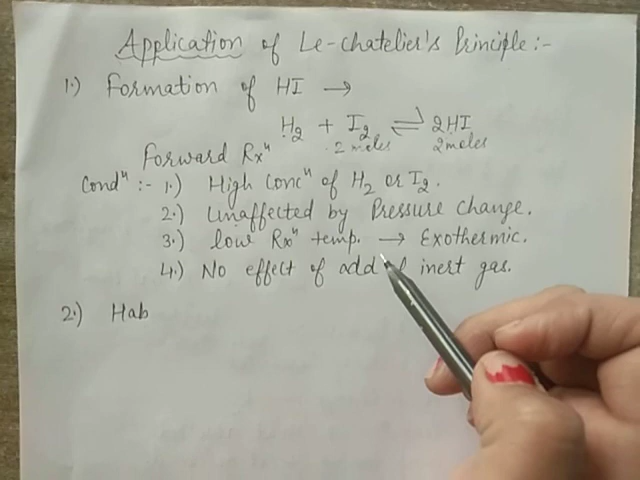 Application of Le-chatelier's Principle:-
1.) Formation of HI →
H₂ + I₂ ⇌ 2HI
2 moles 2 moles
Forward Rxⁿ
Condⁿ :- 1.) High Concⁿ of H₂ or I₂.
2.) Unaffected by Pressure Change.
3.) low Rxⁿ temp. → Exothermic.
4.) No effect of add of inert gas.
2.) Hab